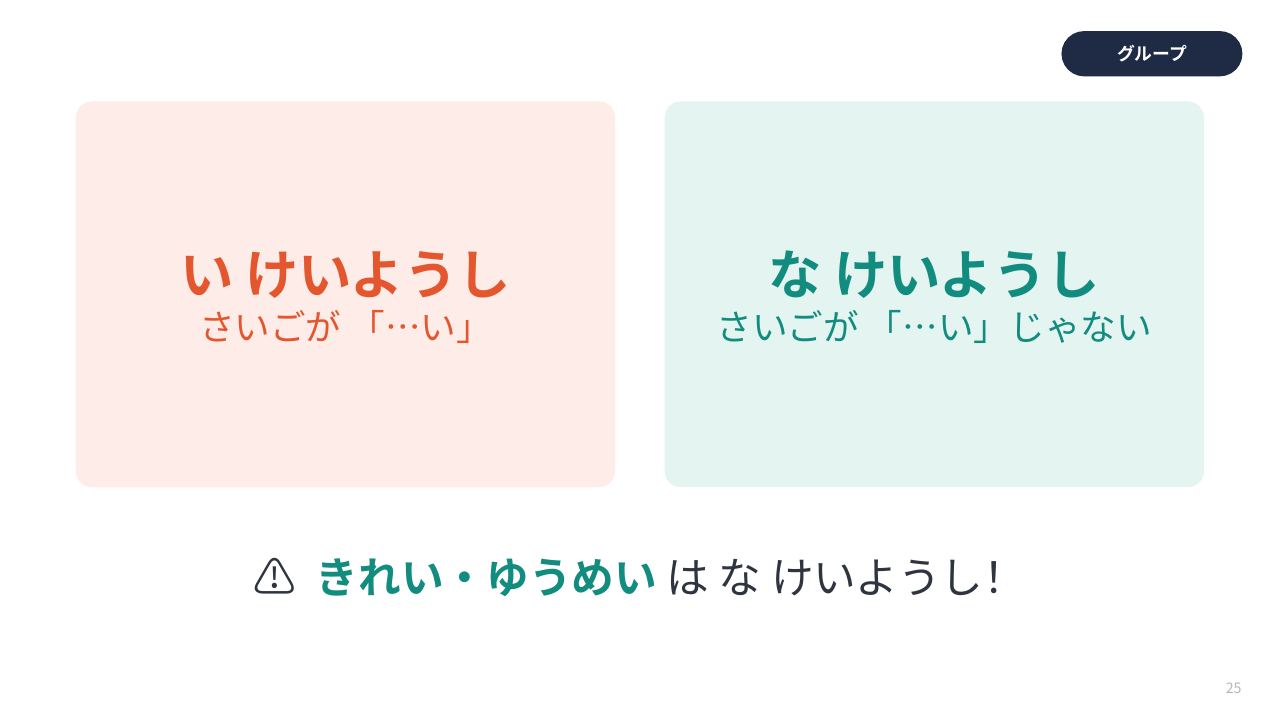 グループ
い けいようし
さいごが 「…い」
な けいようし
さいごが 「…い」じゃない
きれい・ゆうめい は な けいようし!
25